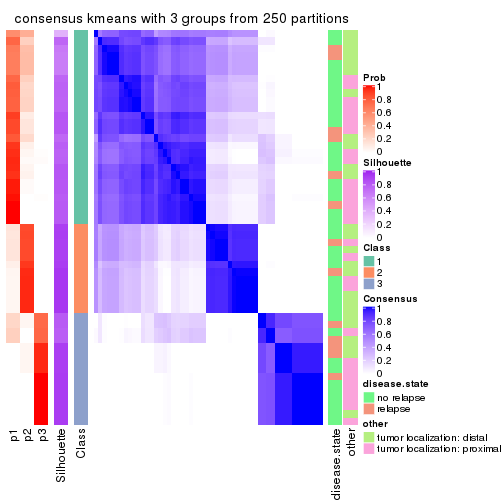 consensus kmeans with 3 groups from 250 partitions
Prob
1
0.8
0.6
0.4
0.2
0
Silhouette
1
0.8
0.6
0.4
0.2
0
Class
1
2
3
Consensus
1
0.8
0.6
0.4
0.2
0
disease.state
no relapse
relapse
other
tumor localization: distal
tumor localization: proximal
p1
p2
p3
Silhouette
Class
disease.state
other